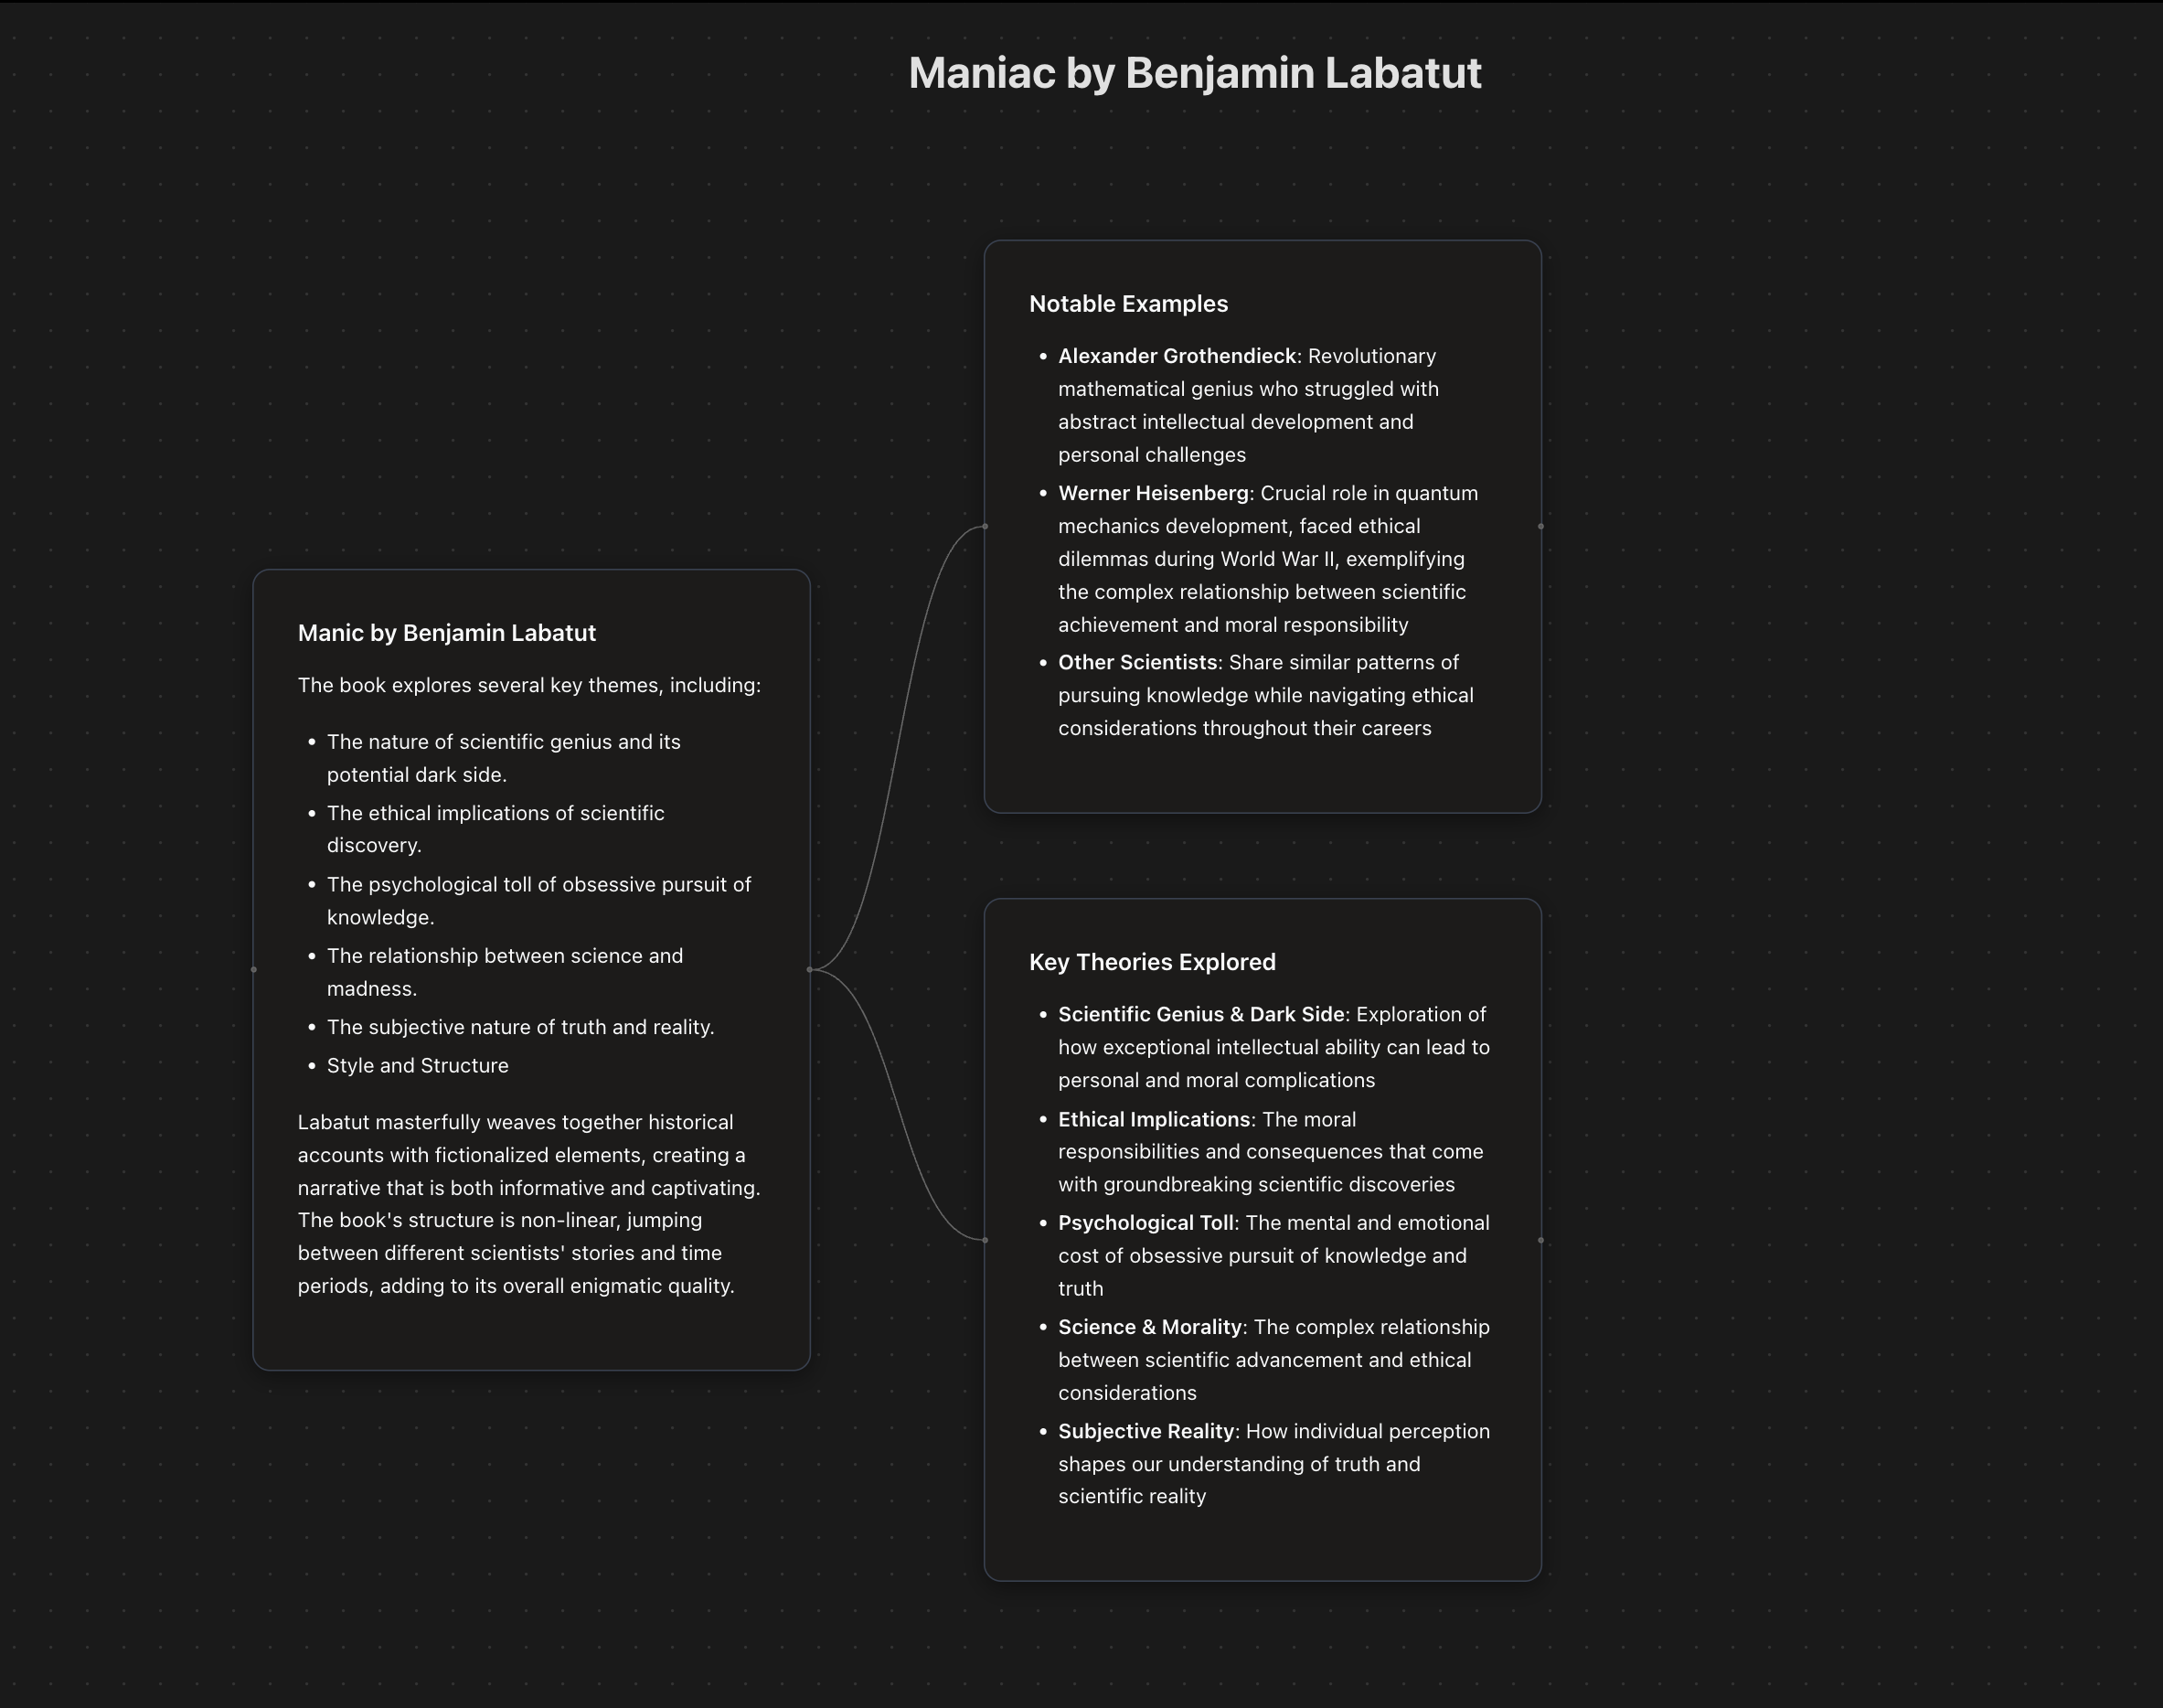 Maniac by Benjamin Labatut
Manic by Benjamin Labatut
The book explores several key themes, including:
• The nature of scientific genius and its
potential dark side.
• The ethical implications of scientific
discovery.
• The psychological toll of obsessive pursuit of
knowledge.
• The relationship between science and
madness.
• The subjective nature of truth and reality.
• Style and Structure
Labatut masterfully weaves together historical
accounts with fictionalized elements, creating a
narrative that is both informative and captivating.
The book's structure is non-linear, jumping
between different scientists' stories and time
periods, adding to its overall enigmatic quality.
Notable Examples
• Alexander Grothendieck: Revolutionary
mathematical genius who struggled with
abstract intellectual development and
personal challenges
• Werner Heisenberg: Crucial role in quantum
mechanics development, faced ethical
dilemmas during World War II, exemplifying
the complex relationship between scientific
achievement and moral responsibility
• Other Scientists: Share similar patterns of
pursuing knowledge while navigating ethical
considerations throughout their careers
Key Theories Explored
• Scientific Genius & Dark Side: Exploration of
how exceptional intellectual ability can lead to
personal and moral complications
• Ethical Implications: The moral
responsibilities and consequences that come
with groundbreaking scientific discoveries
• Psychological Toll: The mental and emotional
cost of obsessive pursuit of knowledge and
truth
• Science & Morality: The complex relationship
between scientific advancement and ethical
considerations
• Subjective Reality: How individual perception
shapes our understanding of truth and
scientific reality